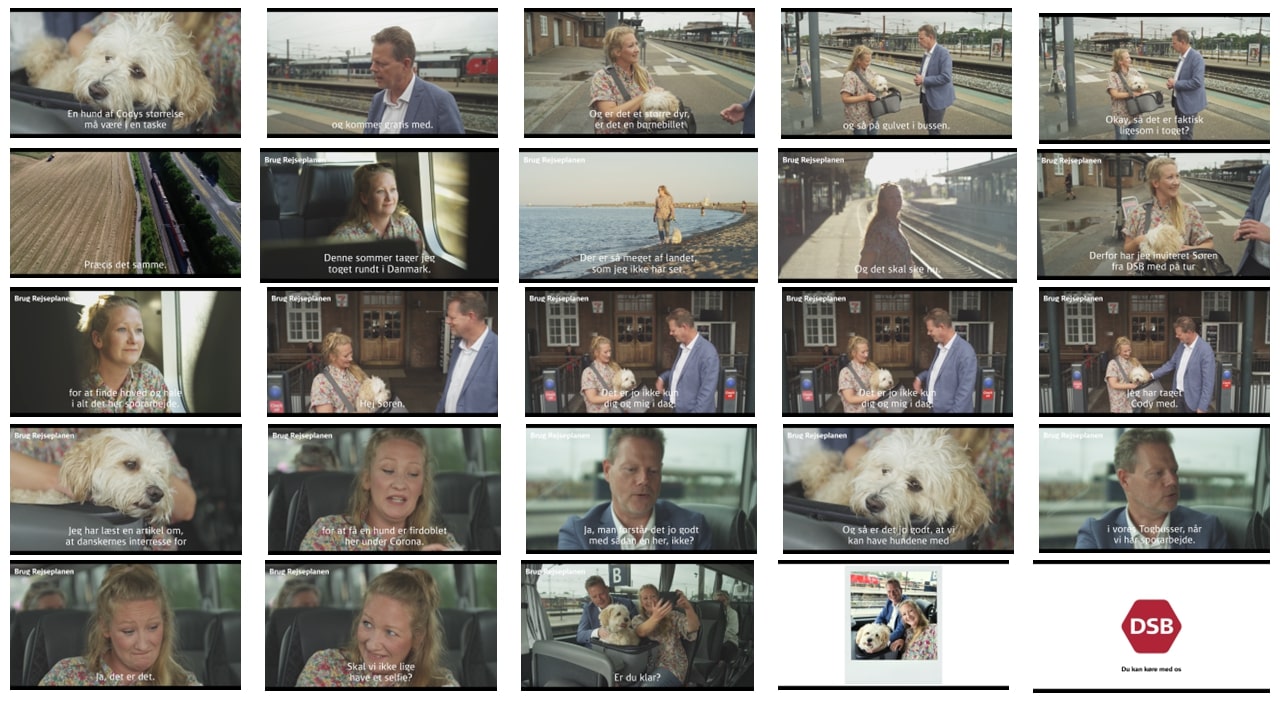 En hund af Codys størrelse
må være i en taske
og kommer gratis med.
Og er det et større dyr,
er det en børnebillet
og så på gulvet i bussen.
Okay, så det er faktisk
ligesom i toget?
Præcis det samme.
Brug Rejseplanen
Denne sommer tager jeg
toget rundt i Danmark.
Brug Rejseplanen
Der er så meget af landet,
som jeg ikke har set.
Brug Rejseplanen
Og det skal ske nu.
Brug Rejseplanen
Derfor har jeg inviteret Søren
fra DSB med på tur
Brug Rejseplanen
for at finde hoved og hale
i alt det her sporarbejde.
Brug Rejseplanen
Hej Søren.
Brug Rejseplanen
Det er jo ikke kun
dig og mig i dag.
Brug Rejseplanen
Det er jo ikke kun
dig og mig i dag.
Brug Rejseplanen
Jeg har taget
Cody med.
Brug Rejseplanen
Jeg har læst en artikel om,
at danskernes interresse for
Brug Rejseplanen
for at få en hund er firdoblet
her under Corona.
Brug Rejseplanen
Ja, man forstår det jo godt
med sådan en her, ikke?
Brug Rejseplanen
Og så er det jo godt, at vi
kan have hundene med
Brug Rejseplanen
i vores Togbusser, når
vi har sporarbejde.
Brug Rejseplanen
Ja, det er det.
Brug Rejseplanen
Skal vi ikke lige
have et selfie?
Brug Rejseplanen
B
Er du klar?
DSB
Du kan køre med os